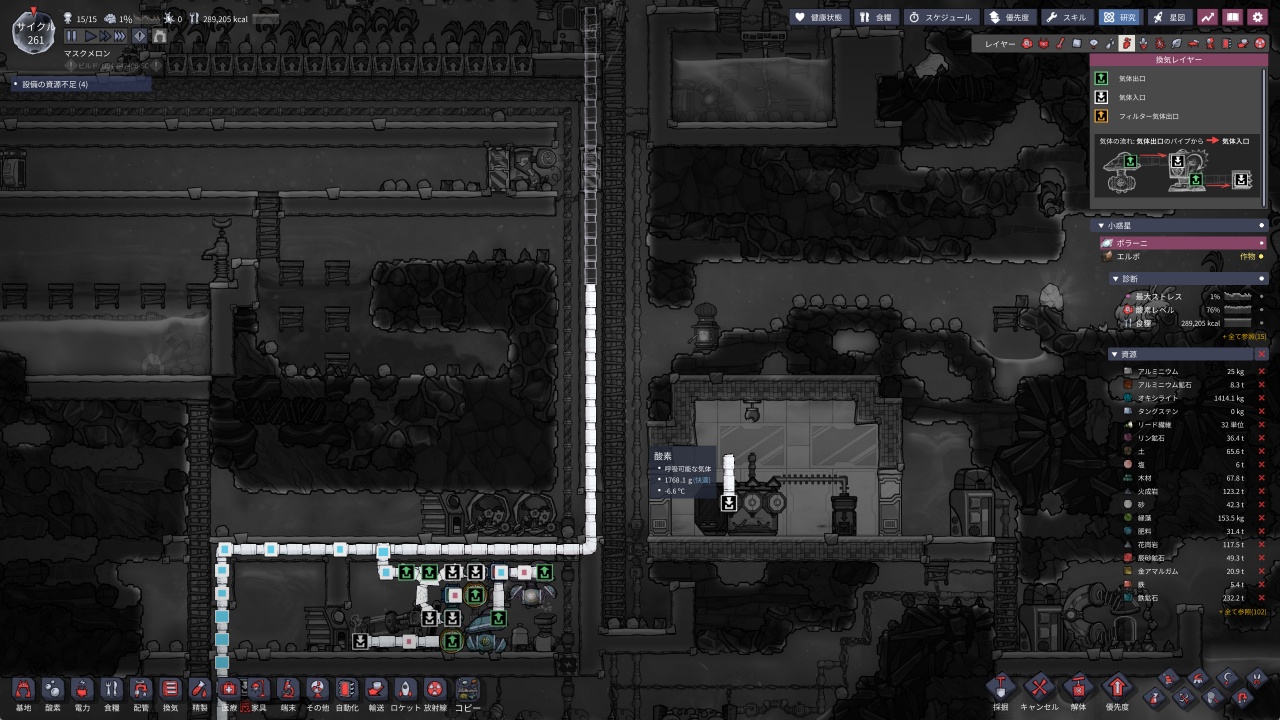 サイクル
261
15/15
1%
0
289,205 kcal
マスクメロン
設備の資源不足 (4)
健康状態
食糧
スケジュール
優先度
スキル
研究
星図
レイヤー
換気レイヤー
気体出口
気体入口
フィルター気体出口
気体の流れ: 気体出口のパイプから
気体入口
小惑星
ボラーニ
エルボ
作物
診断
最大ストレス
1%
酸素レベル
76%
食糧
289,205 kcal
+ 全て参照(15)
資源
アルミニウム
25 kg
アルミニウム鉱石
8.3 t
オキシライト
1414.1 kg
タングステン
0 kg
リード繊維
32 単位
リン鉱石
36.4 t
土
65.6 t
塩
6 t
木材
67.8 t
火成岩
123.2 t
砂
42.3 t
緑藻
153.5 kg
肥料
31.4 t
花崗岩
117.5 t
辰砂鉱石
49.3 t
金アマルガム
20.9 t
鉄
5.4 t
鉄鉱石
232.2 t
+ 全て参照(102)
酸素
呼吸可能な気体
1768.1 g (快適)
-6.6 °C
基地
酸素
電力
食糧
配管
換気
精製
医療
家具
端末
その他
自動化
輸送
ロケット
放射線
コピー
採掘
キャンセル
解体
優先度